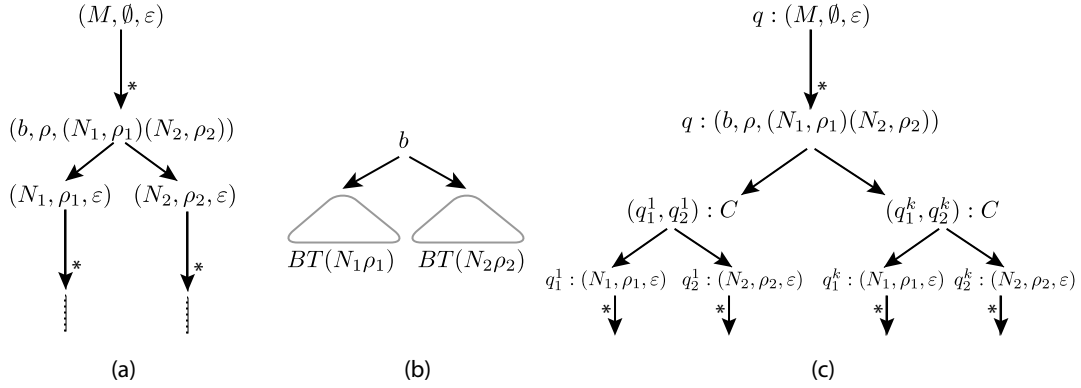 (M, ∅, ε)
*
(b, ρ, (N₁, ρ₁)(N₂, ρ₂))
(N₁, ρ₁, ε) (N₂, ρ₂, ε)
* *
(a)
b
BT(N₁ρ₁) BT(N₂ρ₂)
(b)
q : (M, ∅, ε)
*
q : (b, ρ, (N₁, ρ₁)(N₂, ρ₂))
(q₁¹, q₂¹) : C (q₁ᵏ, q₂ᵏ) : C
q₁¹ : (N₁, ρ₁, ε) q₂¹ : (N₂, ρ₂, ε) q₁ᵏ : (N₁, ρ₁, ε) q₂ᵏ : (N₂, ρ₂, ε)
* * * *
(c)